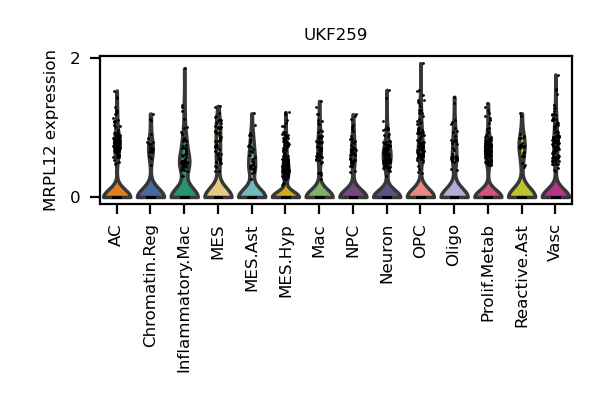 UKF259
MRPL12 expression
2
0
AC
Chromatin.Reg
Inflammatory.Mac
MES
MES.Ast
MES.Hyp
Mac
NPC
Neuron
OPC
Oligo
Prolif.Metab
Reactive.Ast
Vasc